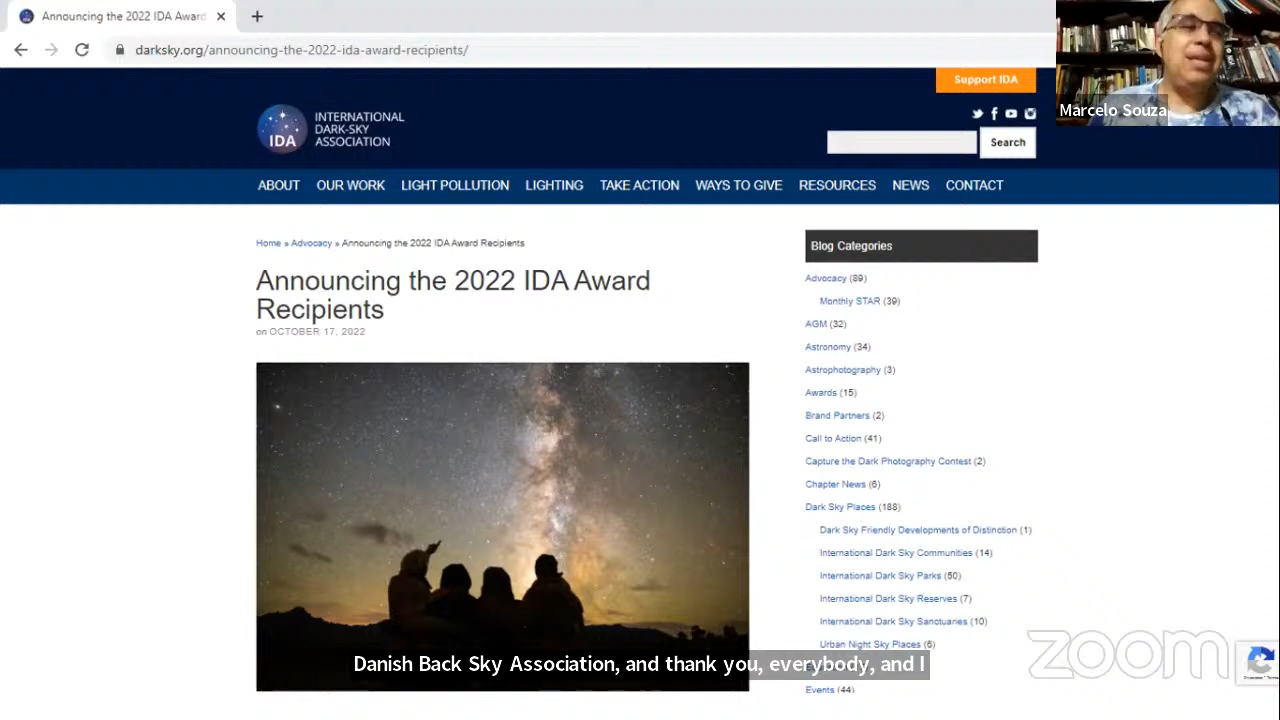 Announcing the 2022 IDA Award
darksky.org/announcing-the-2022-ida-award-recipients/
Marcelo Souza
Support IDA
IDA
INTERNATIONAL
DARK-SKY
ASSOCIATION
Search
ABOUT OUR WORK LIGHT POLLUTION LIGHTING TAKE ACTION WAYS TO GIVE RESOURCES NEWS CONTACT
Home » Advocacy » Announcing the 2022 IDA Award Recipients
Announcing the 2022 IDA Award
Recipients
on OCTOBER 17, 2022
Blog Categories
Advocacy (89)
Monthly STAR (39)
AGM (32)
Astronomy (34)
Astrophotography (3)
Awards (15)
Brand Partners (2)
Call to Action (41)
Capture the Dark Photography Contest (2)
Chapter News (6)
Dark Sky Places (188)
Dark Sky Friendly Developments of Distinction (1)
International Dark Sky Communities (14)
International Dark Sky Parks (50)
International Dark Sky Reserves (7)
International Dark Sky Sanctuaries (10)
Urban Night Sky Places (6)
Events (44)
Danish Back Sky Association, and thank you, everybody, and I
zoom